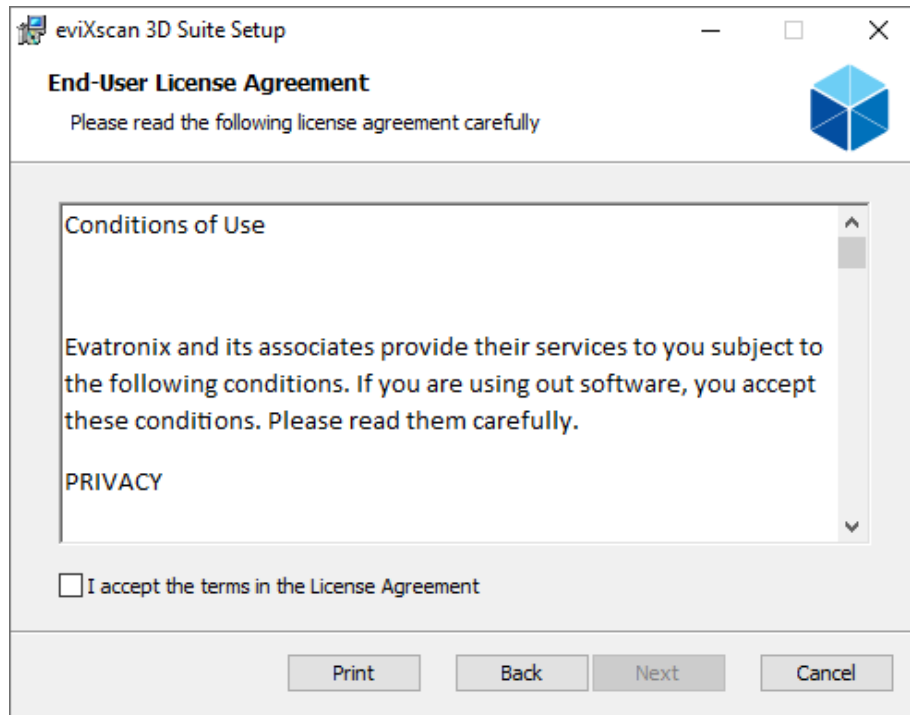 eviXscan 3D Suite Setup
End-User License Agreement
Please read the following license agreement carefully
Conditions of Use
Evatronix and its associates provide their services to you subject to
the following conditions. If you are using out software, you accept
these conditions. Please read them carefully.
PRIVACY
I accept the terms in the License Agreement
Print Back Next Cancel